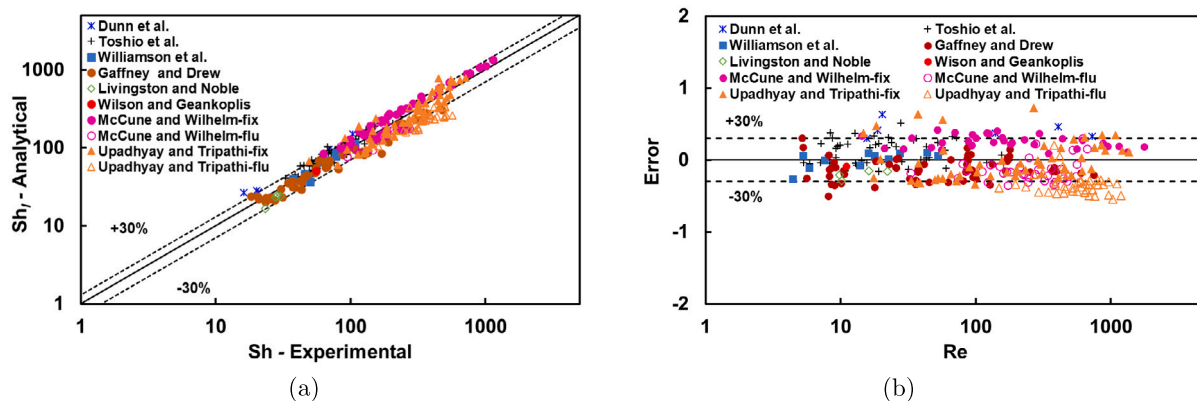 1000
100
10
1
Sh_f - Analytical
Dunn et al.
Toshio et al.
Williamson et al.
Gaffney and Drew
Livingston and Noble
Wilson and Geankoplis
McCune and Wilhelm-fix
McCune and Wilhelm-flu
Upadhyay and Tripathi-fix
Upadhyay and Tripathi-flu
+30%
-30%
1 10 100 1000
Sh - Experimental
(a)
2
1
0
-1
-2
Error
Dunn et al. Toshio et al.
Williamson et al. Gaffney and Drew
Livingston and Noble Wison and Geankoplis
McCune and Wilhelm-fix McCune and Wilhelm-flu
Upadhyay and Tripathi-fix Upadhyay and Tripathi-flu
+30%
-30%
1 10 100 1000
Re
(b)